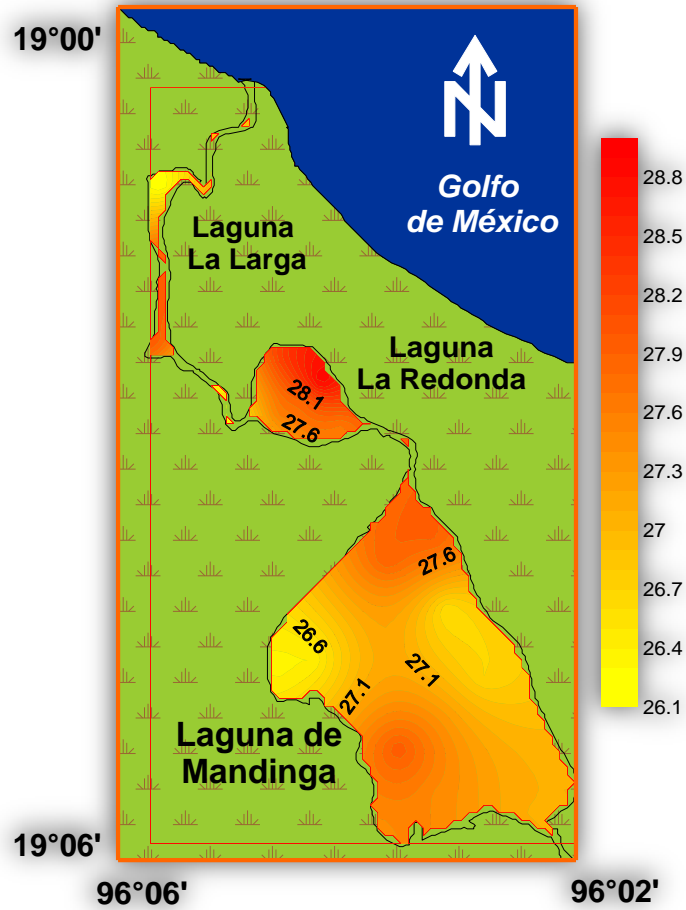 19°00'
N
Golfo
de México
Laguna
La Larga
Laguna
La Redonda
28.1
27.6
27.6
26.6
27.1
27.1
Laguna de
Mandinga
28.8
28.5
28.2
27.9
27.6
27.3
27
26.7
26.4
26.1
19°06'
96°06'
96°02'